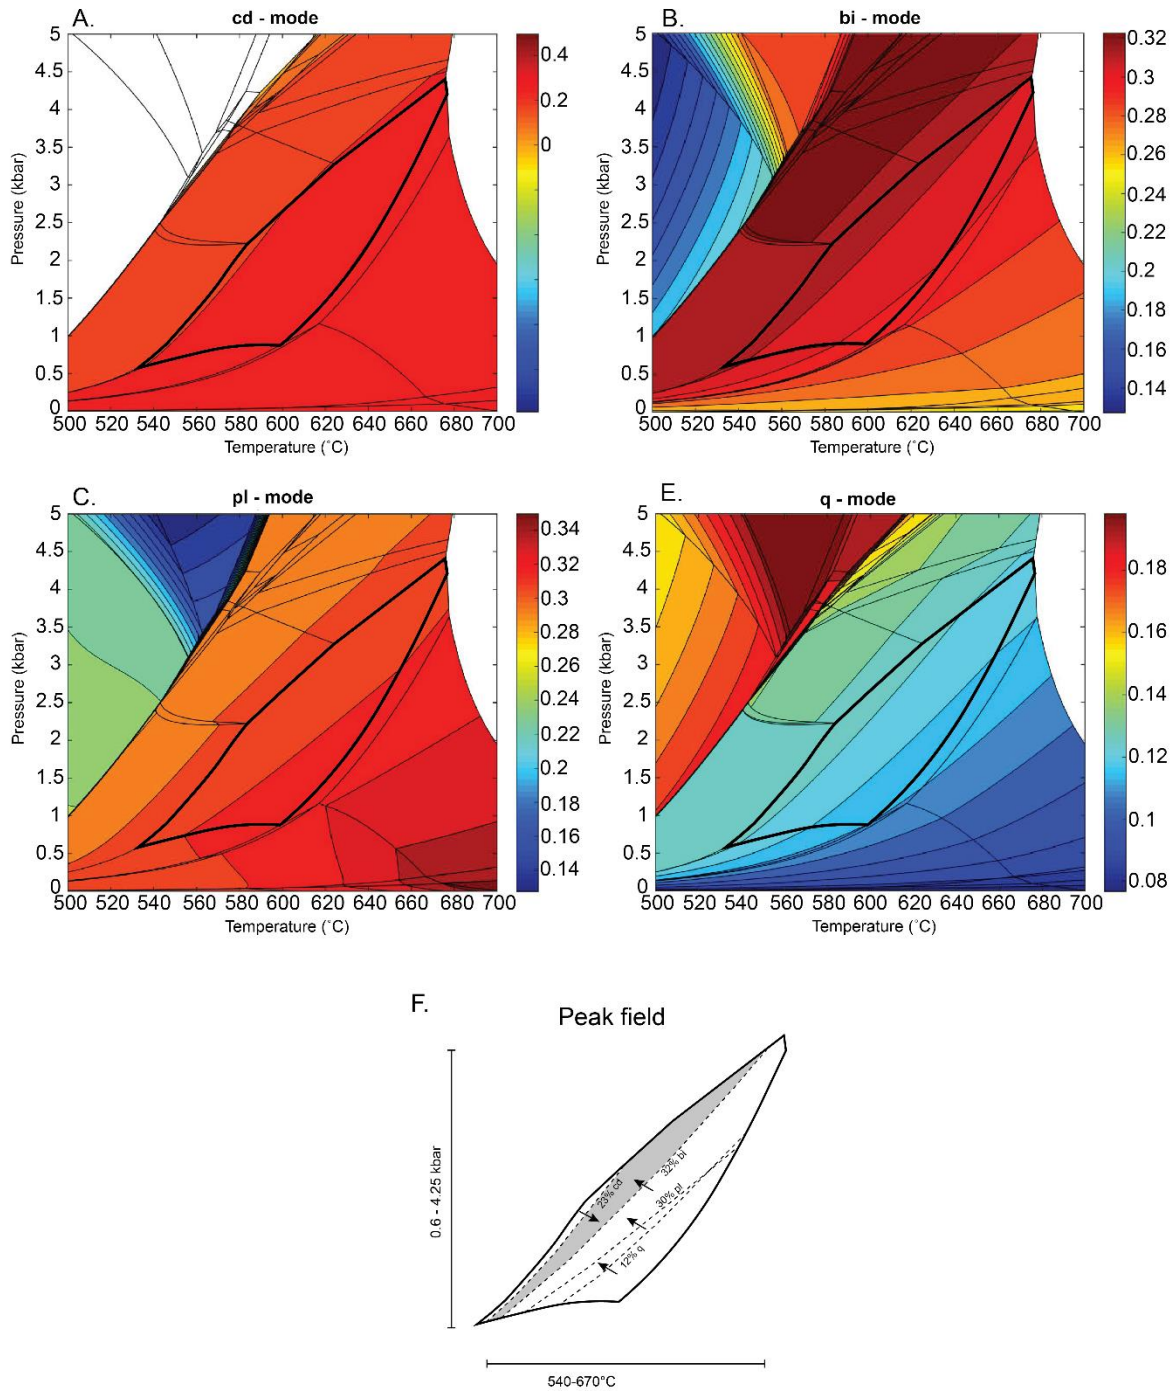 A.
cd - mode
5
4.5
4
3.5
3
2.5
2
1.5
1
0.5
0
Pressure (kbar)
500 520 540 560 580 600 620 640 660 680 700
Temperature (˚C)
0.4
0.2
0
B.
bi - mode
5
4.5
4
3.5
3
2.5
2
1.5
1
0.5
0
Pressure (kbar)
500 520 540 560 580 600 620 640 660 680 700
Temperature (˚C)
0.32
0.3
0.28
0.26
0.24
0.22
0.2
0.18
0.16
0.14
C.
pl - mode
5
4.5
4
3.5
3
2.5
2
1.5
1
0.5
0
Pressure (kbar)
500 520 540 560 580 600 620 640 660 680 700
Temperature (˚C)
0.34
0.32
0.3
0.28
0.26
0.24
0.22
0.2
0.18
0.16
0.14
E.
q - mode
5
4.5
4
3.5
3
2.5
2
1.5
1
0.5
0
Pressure (kbar)
500 520 540 560 580 600 620 640 660 680 700
Temperature (˚C)
0.18
0.16
0.14
0.12
0.1
0.08
F.
Peak field
0.6 - 4.25 kbar
23% cd
32% bi
30% pl
12% q
540-670°C